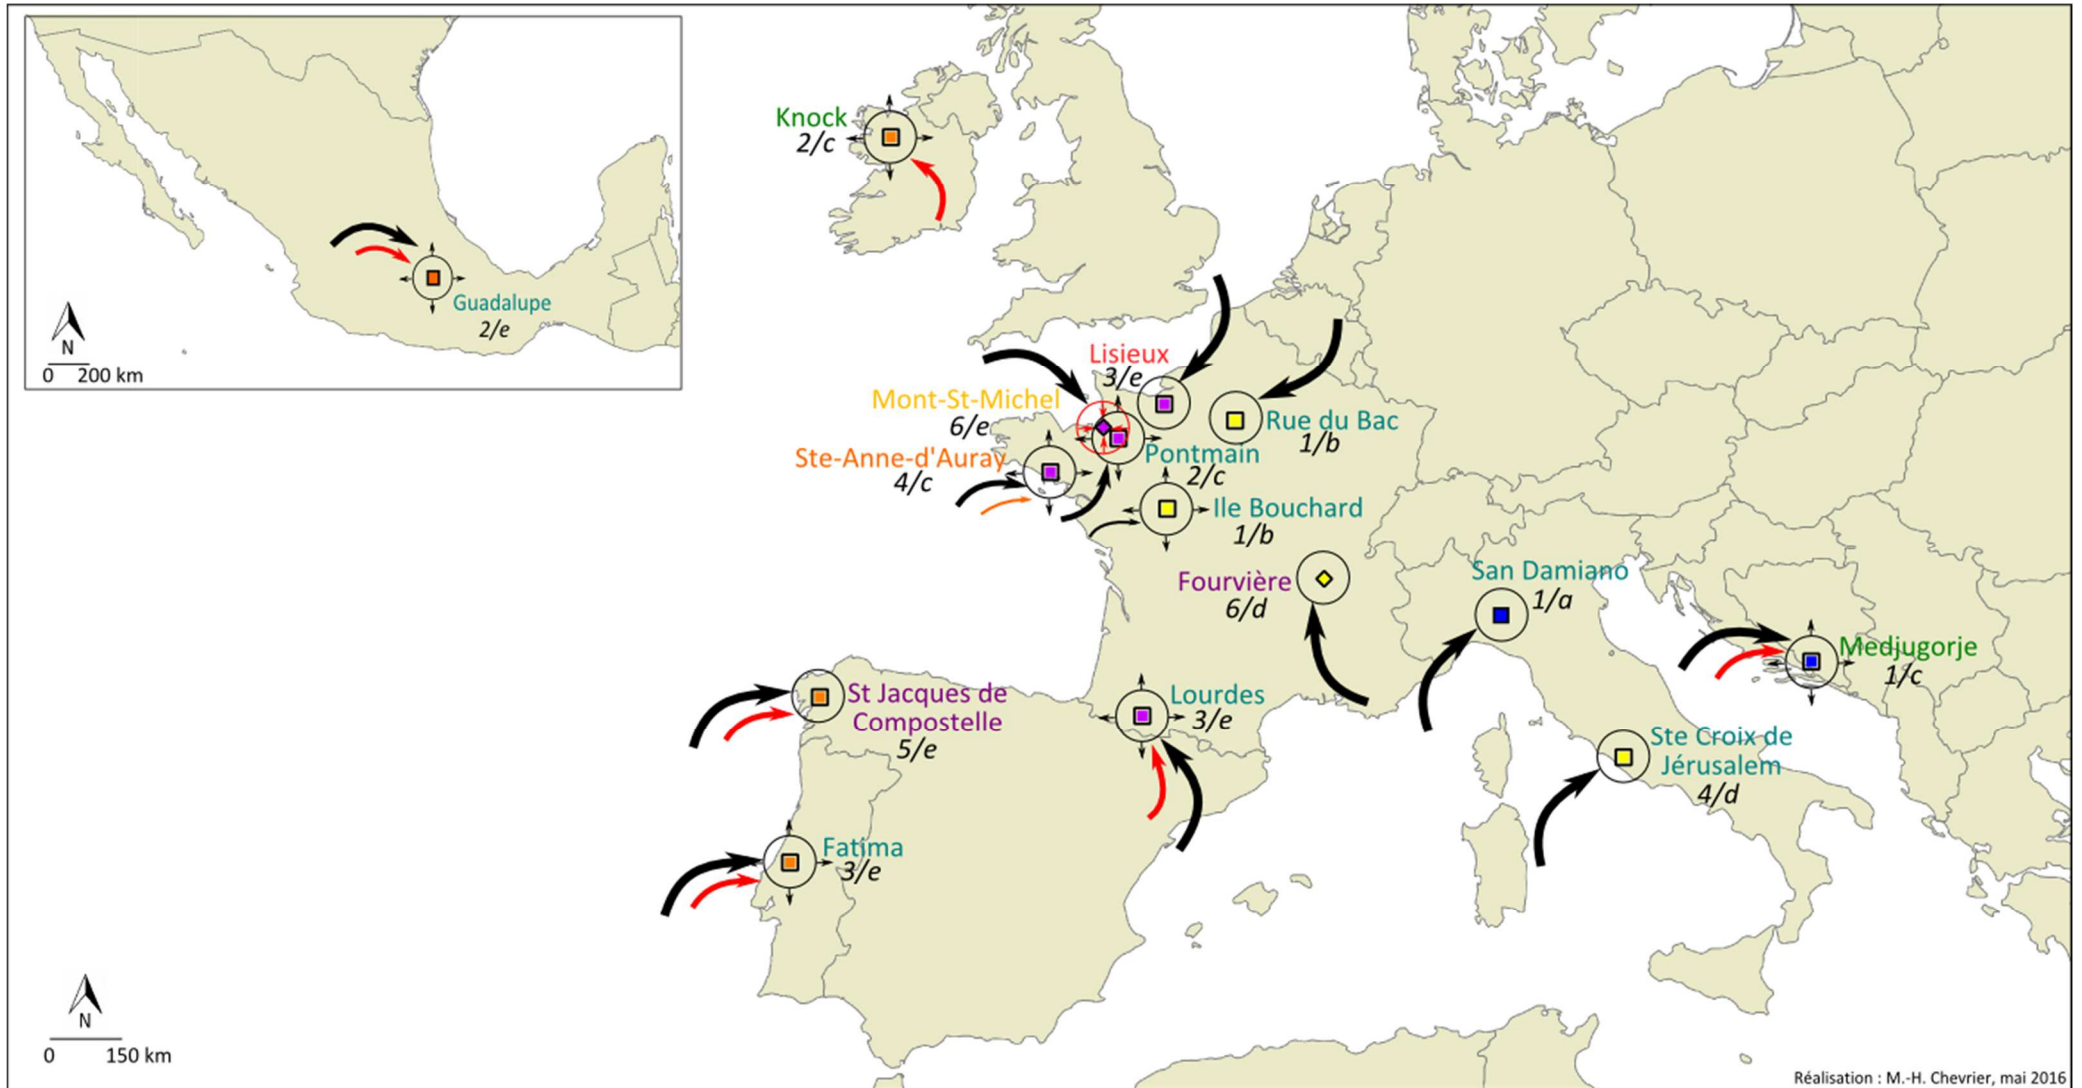 Knock
2/c
Guadalupe
2/e
N
0 200 km
Lisieux
3/e
Mont-St-Michel
6/e
Rue du Bac
1/b
Ste-Anne-d'Auray
4/c
Pontmain
2/c
Ile Bouchard
1/b
Fourvière
6/d
San Damiano
1/a
Medjugorje
1/c
St Jacques de
Compostelle
5/e
Lourdes
3/e
Ste Croix de
Jérusalem
4/d
Fatima
3/e
N
0 150 km
Réalisation : M.-H. Chevrier, mai 2016